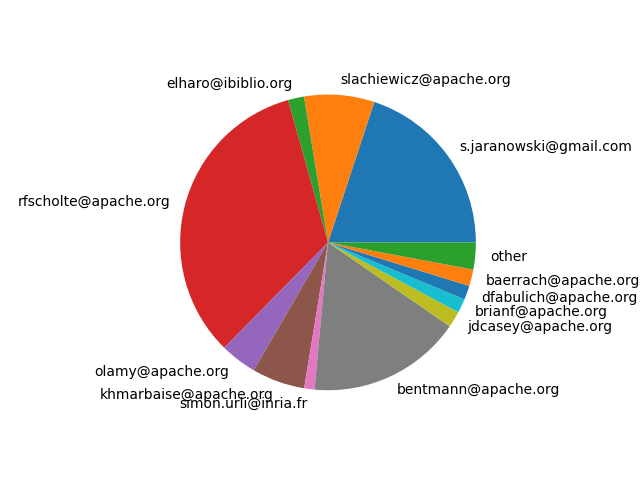 slachiewicz@apache.org
elharo@ibiblio.org
s.jaranowski@gmail.com
rfscholte@apache.org
other
baerrach@apache.org
dfabulich@apache.org
brianf@apache.org
jdcasey@apache.org
olamy@apache.org
khmarbaise@apache.org
simon.urli@inria.fr
bentmann@apache.org